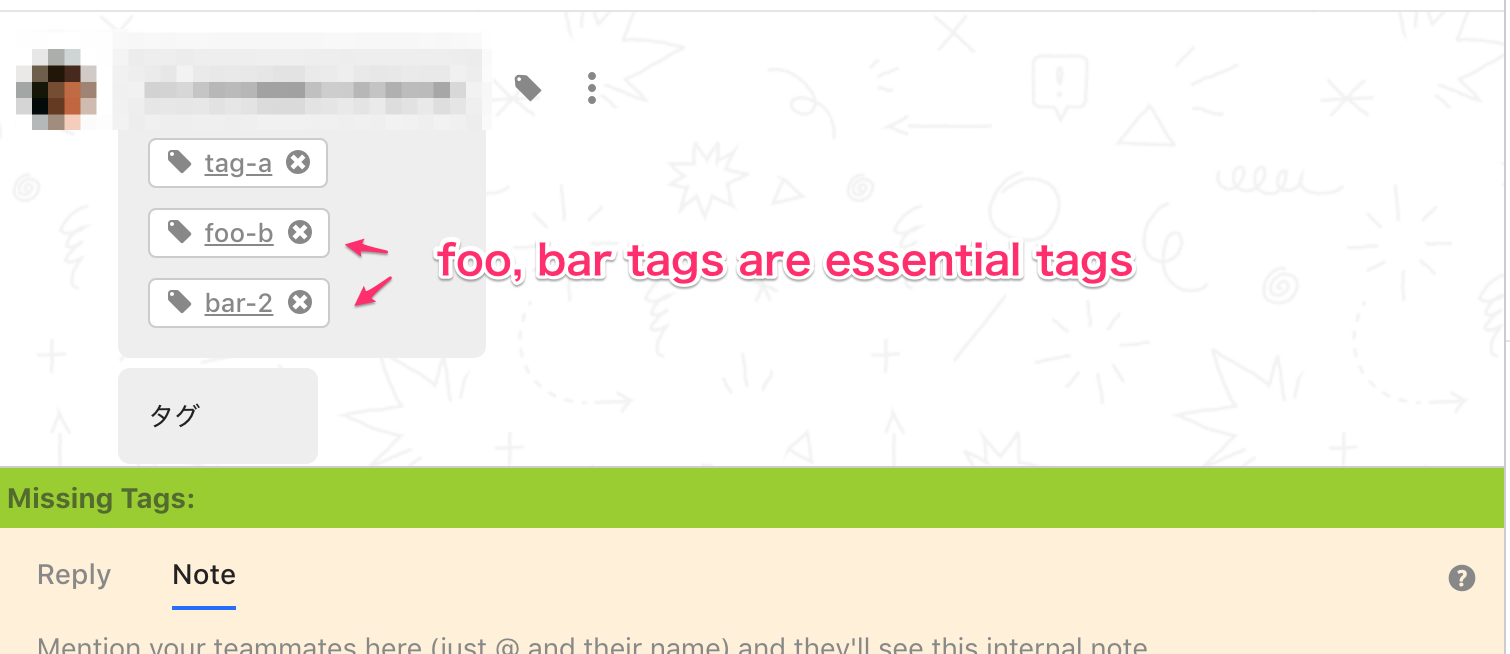 tag-a
foo-b
foo, bar tags are essential tags
bar-2
タグ
Missing Tags:
Reply Note
Mention your teammates here (just @ and their name) and they'll see this internal note